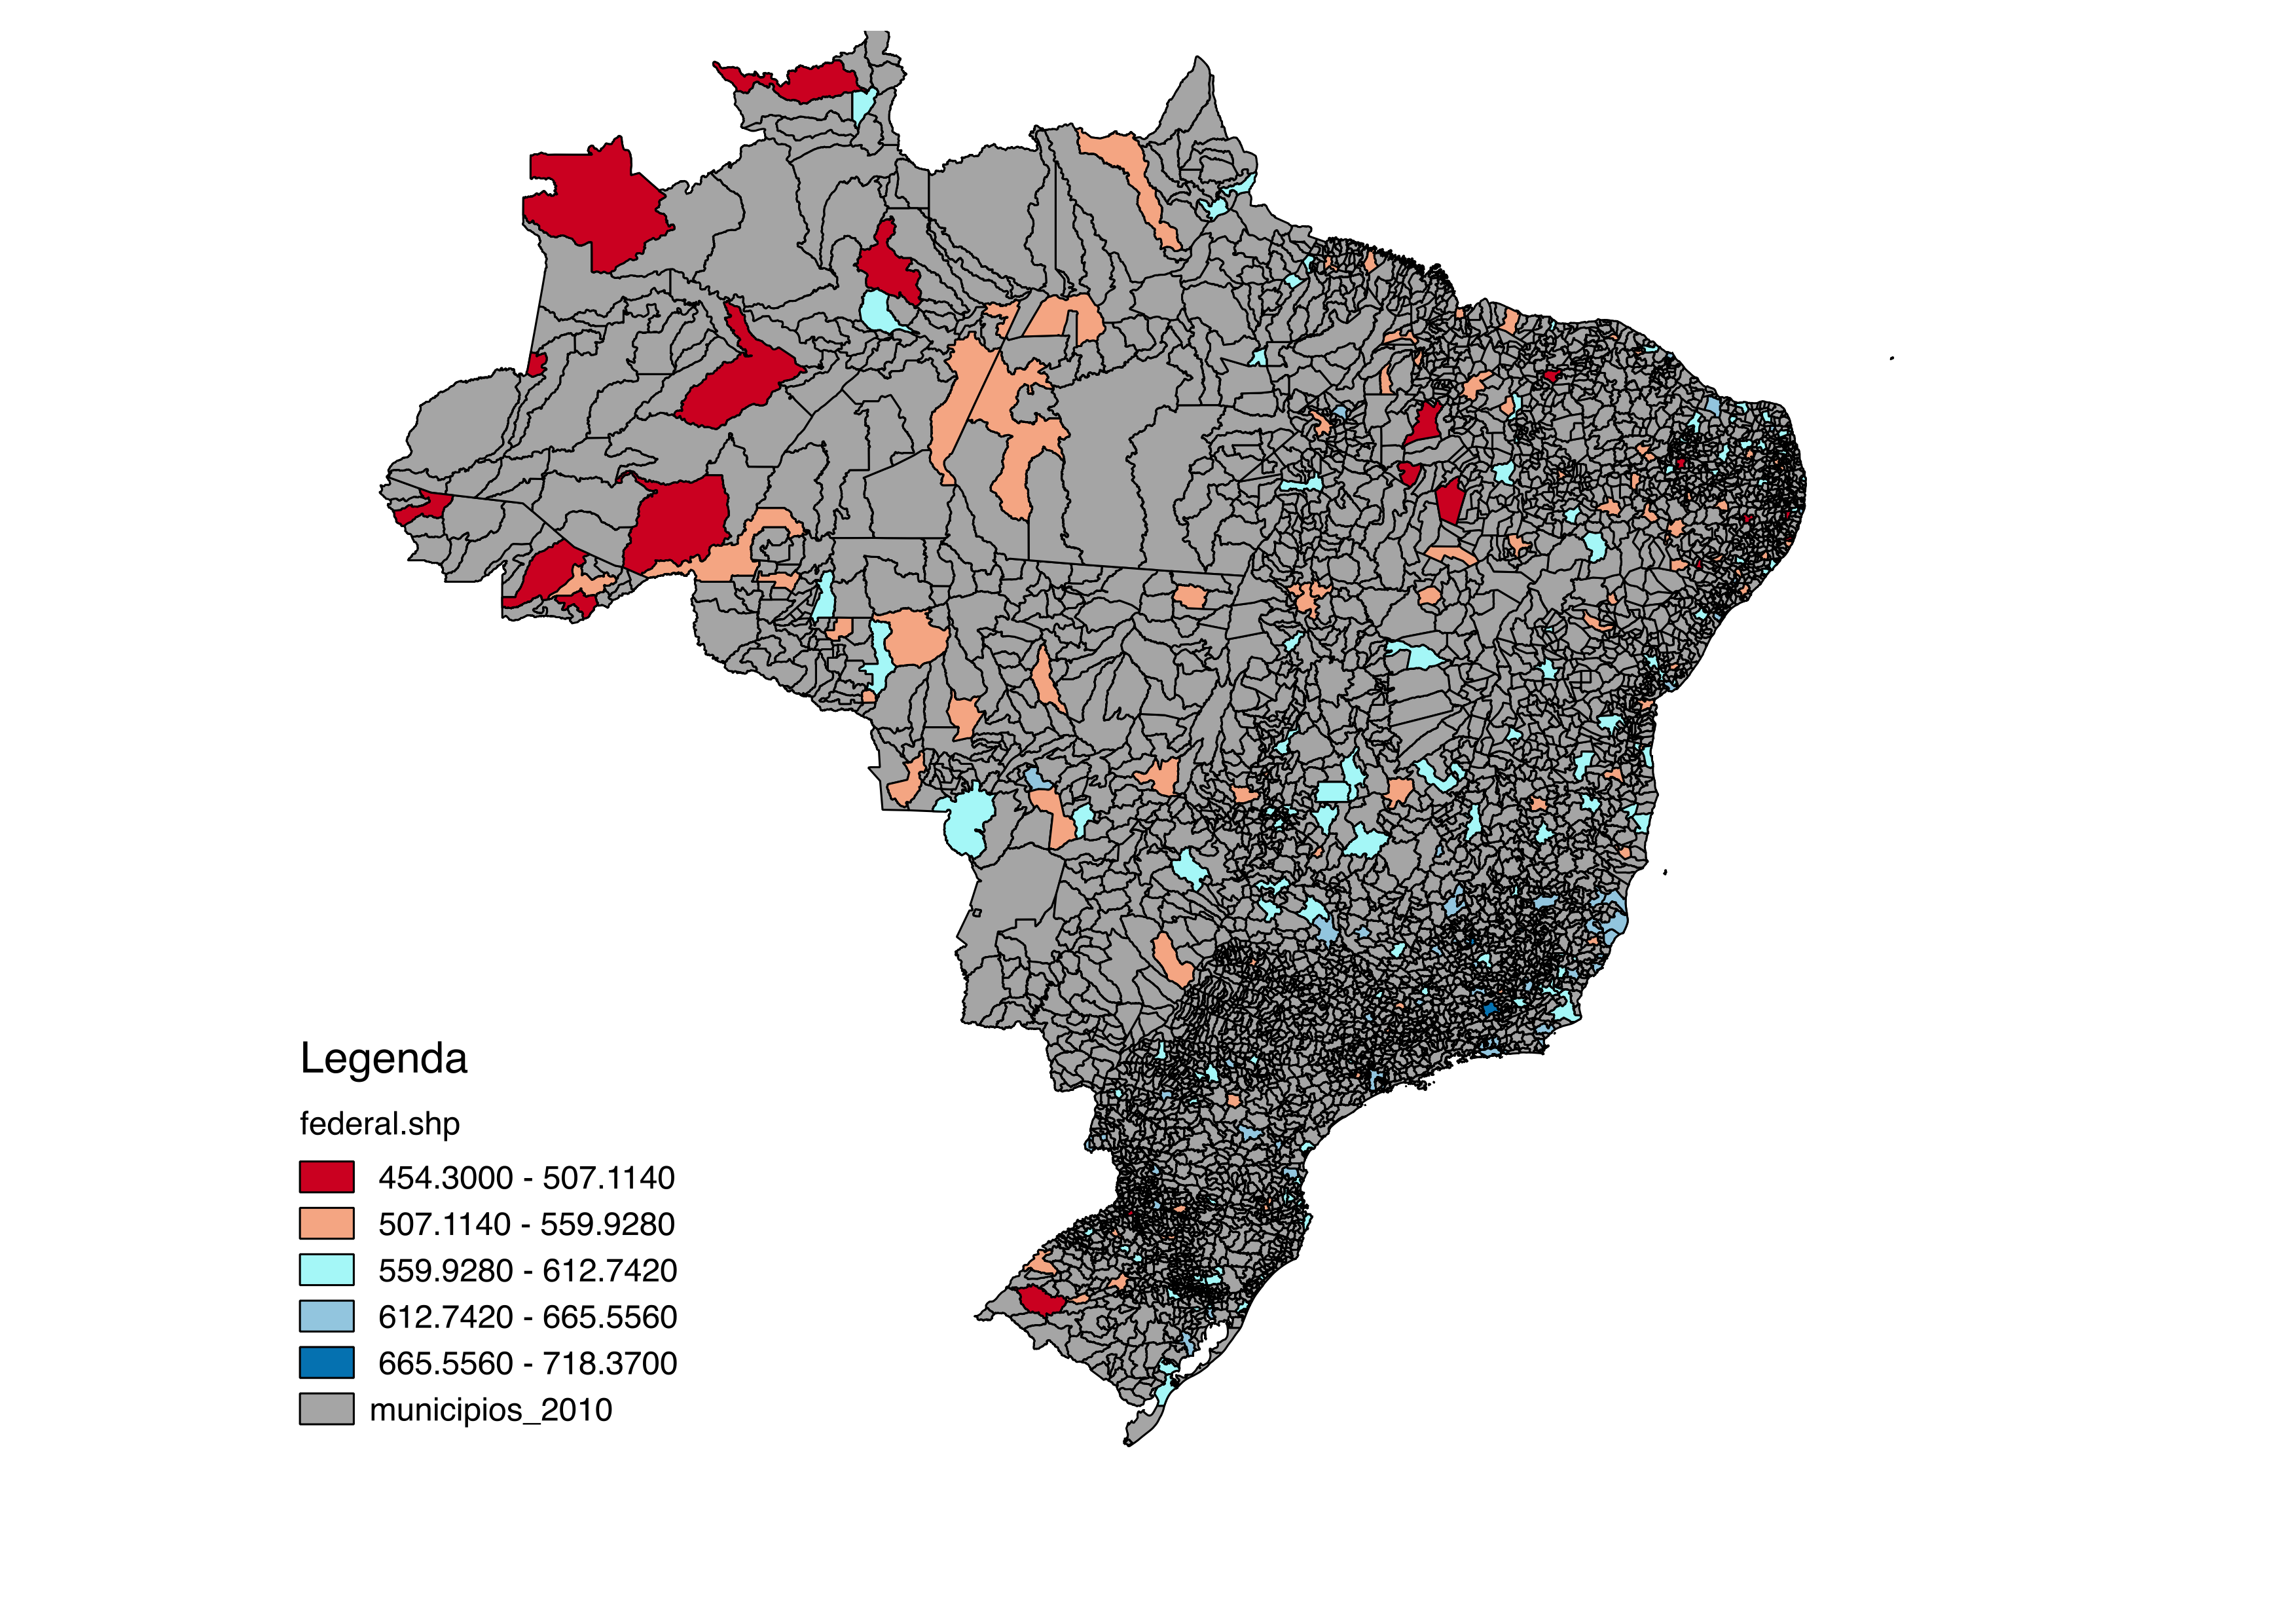 Legenda
federal.shp
454.3000 - 507.1140
507.1140 - 559.9280
559.9280 - 612.7420
612.7420 - 665.5560
665.5560 - 718.3700
municipios_2010